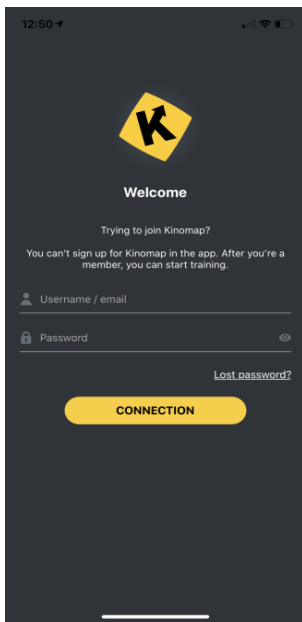 12:50
K
Welcome
Trying to join Kinomap?
You can't sign up for Kinomap in the app. After you're a
member, you can start training.
Username / email
Password
Lost password?
CONNECTION